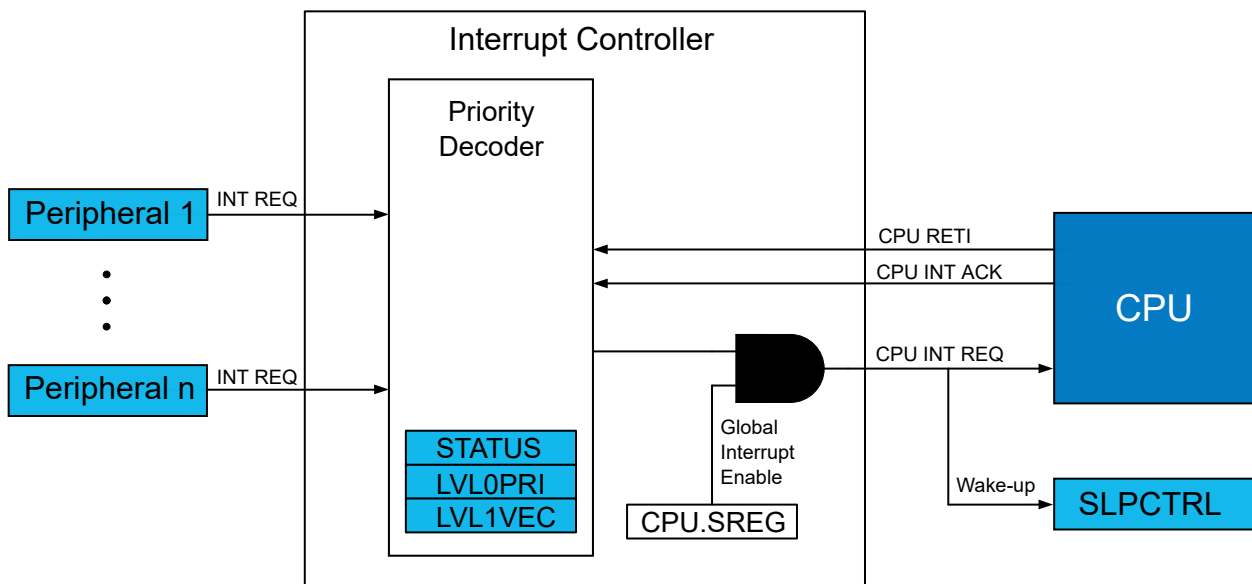 Interrupt Controller
Priority
Decoder
Peripheral 1
INT REQ
Peripheral n
INT REQ
STATUS
LVL0PRI
LVL1VEC
CPU RETI
CPU INT ACK
CPU INT REQ
CPU
Global
Interrupt
Enable
CPU.SREG
Wake-up
SLPCTRL